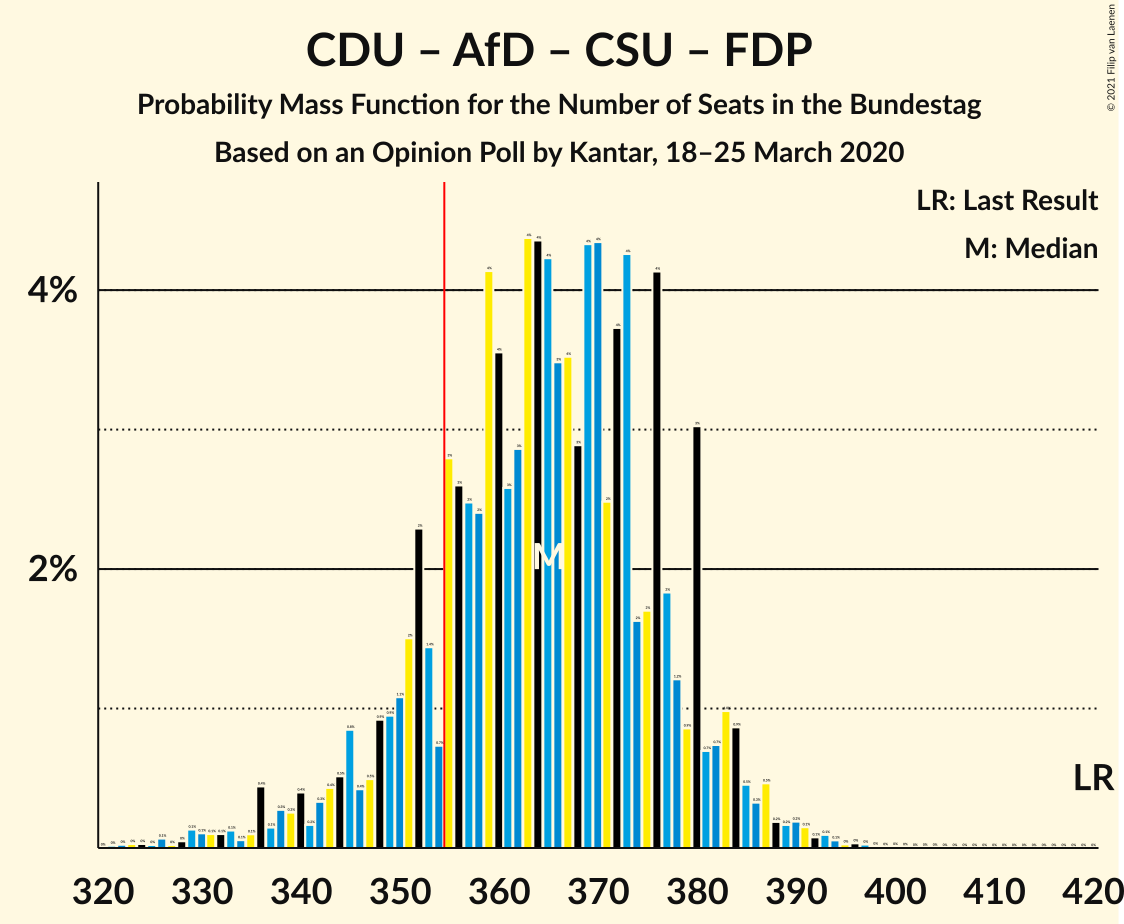 CDU – AfD – CSU – FDP
Probability Mass Function for the Number of Seats in the Bundestag
Based on an Opinion Poll by Kantar, 18–25 March 2020
© 2021 Filip van Laenen
LR: Last Result
M: Median
4%
2%
M
LR
320 330 340 350 360 370 380 390 400 410 420